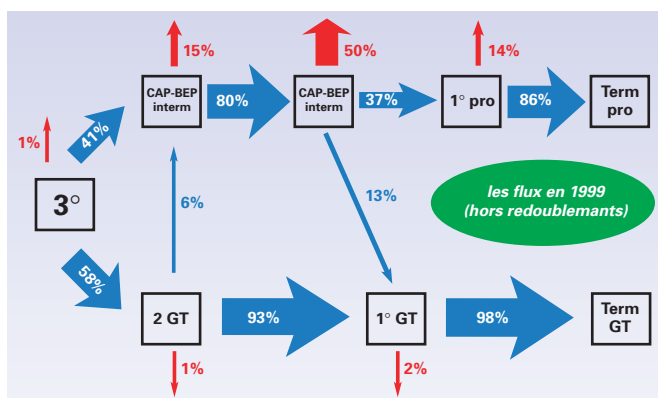 15%
50%
14%
CAP-BEP
interm
80%
CAP-BEP
interm
37%
1° pro
86%
Term
pro
1%
41%
3°
6%
13%
les flux en 1999
(hors redoublemants)
58%
2 GT
93%
1° GT
98%
Term
GT
1%
2%